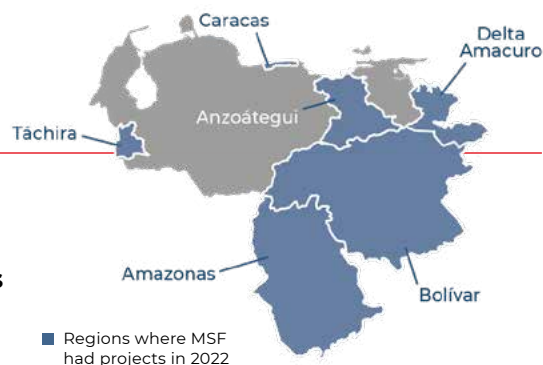 Caracas
Delta
Amacuro
Anzoátegui
Táchira
Amazonas
Bolívar
s
Regions where MSF
had projects in 2022